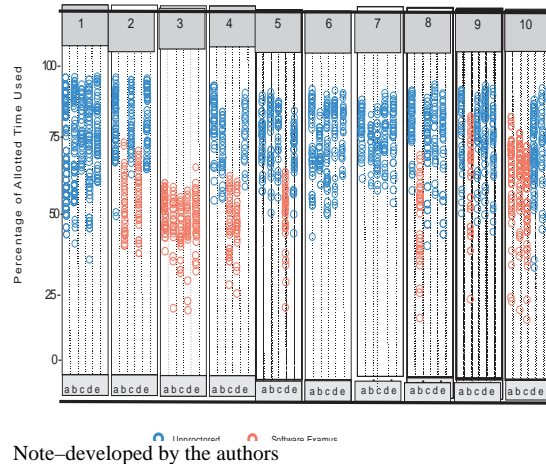 1 2 3 4 5 6 7 8 9 10
Percentage of Allotted Time Used
100-
75-
50-
25-
0-
abcde abcde abcde abcde abcde abcde abcde abcde abcde abcde
Unproctored Software Examus
Note–developed by the authors